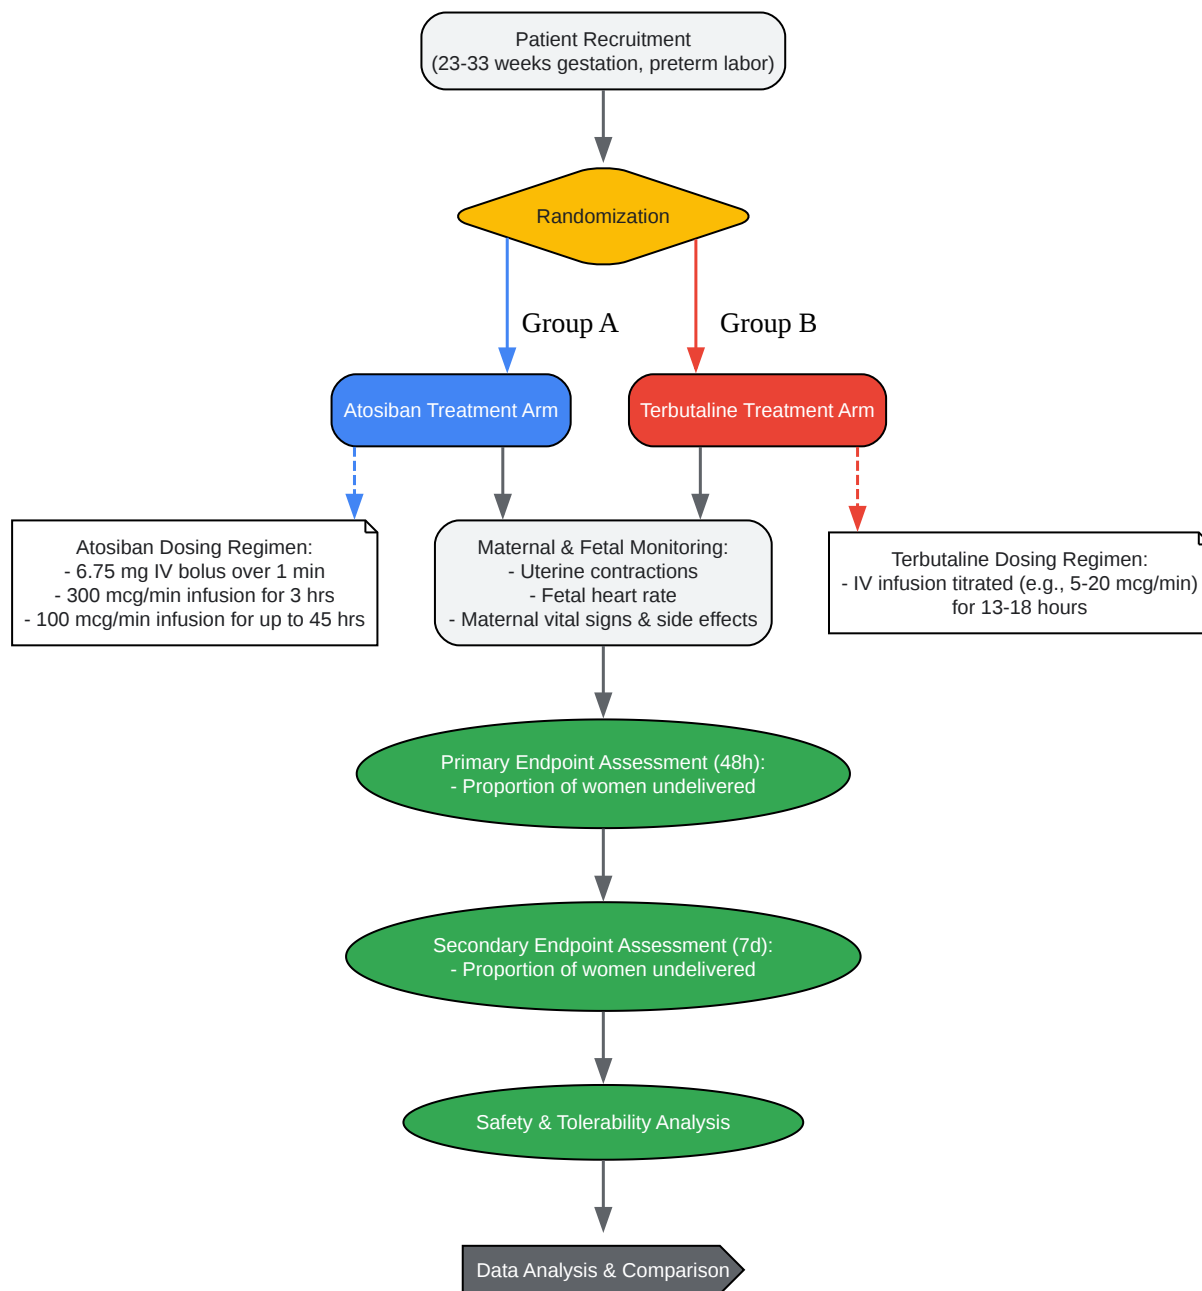 Patient Recruitment
(23-33 weeks gestation, preterm labor)
Randomization
Group A
Group B
Atosiban Treatment Arm
Terbutaline Treatment Arm
Atosiban Dosing Regimen:
- 6.75 mg IV bolus over 1 min
- 300 mcg/min infusion for 3 hrs
- 100 mcg/min infusion for up to 45 hrs
Maternal & Fetal Monitoring:
- Uterine contractions
- Fetal heart rate
- Maternal vital signs & side effects
Terbutaline Dosing Regimen:
- IV infusion titrated (e.g., 5-20 mcg/min)
for 13-18 hours
Primary Endpoint Assessment (48h):
- Proportion of women undelivered
Secondary Endpoint Assessment (7d):
- Proportion of women undelivered
Safety & Tolerability Analysis
Data Analysis & Comparison